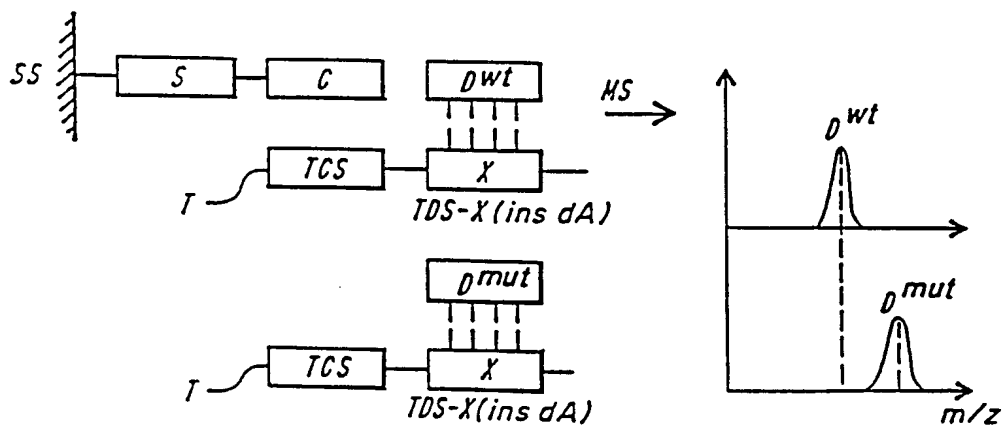 SS
S
C
D wt
MS
T
TCS
X
TDS-X (ins dA)
D mut
T
TCS
X
TDS-X (ins dA)
D wt
D mut
m/z